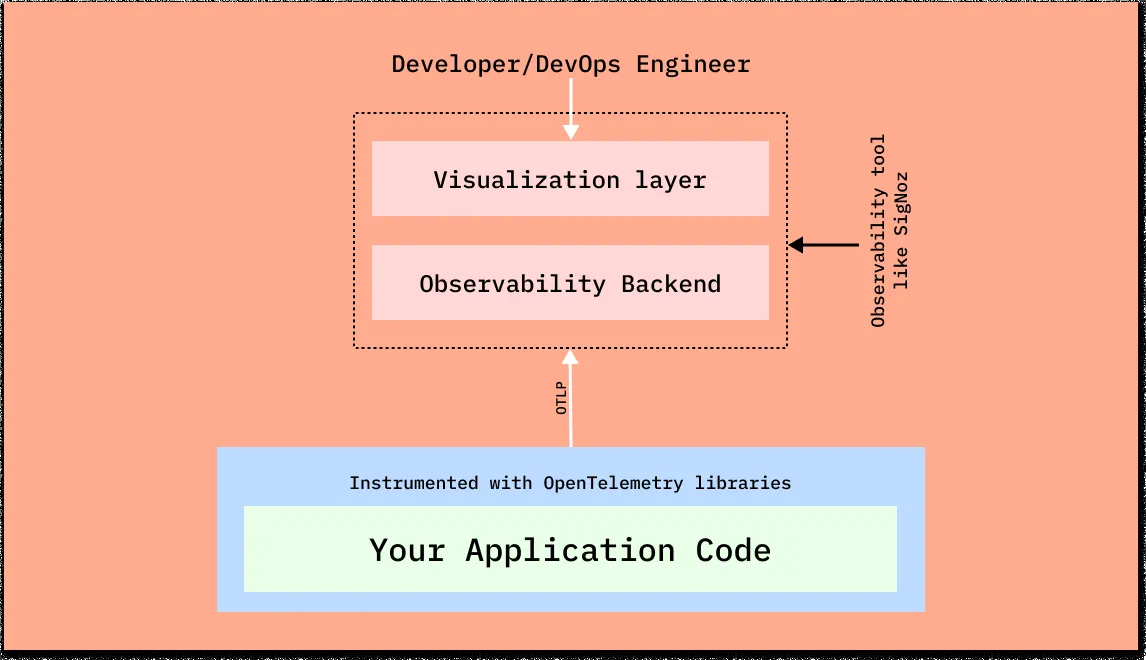 Developer/DevOps Engineer
Visualization layer
Observability Backend
Observability tool
like SigNoz
OTLP
Instrumented with OpenTelemetry libraries
Your Application Code